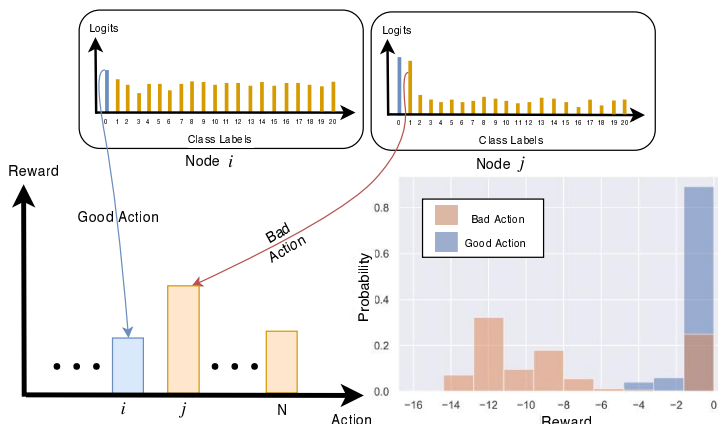 Logits
0 1 2 3 4 5 6 7 8 9 10 11 12 13 14 15 16 17 18 19 20
Class Labels
Node i
Logits
0 1 2 3 4 5 6 7 8 9 10 11 12 13 14 15 16 17 18 19 20
Class Labels
Node j
Reward
Good Action
Bad
Action
i
j
N
Action
Probability
0.8
0.6
0.4
0.2
0.0
Bad Action
Good Action
−16 −14 −12 −10 −8 −6 −4 −2 0
Reward